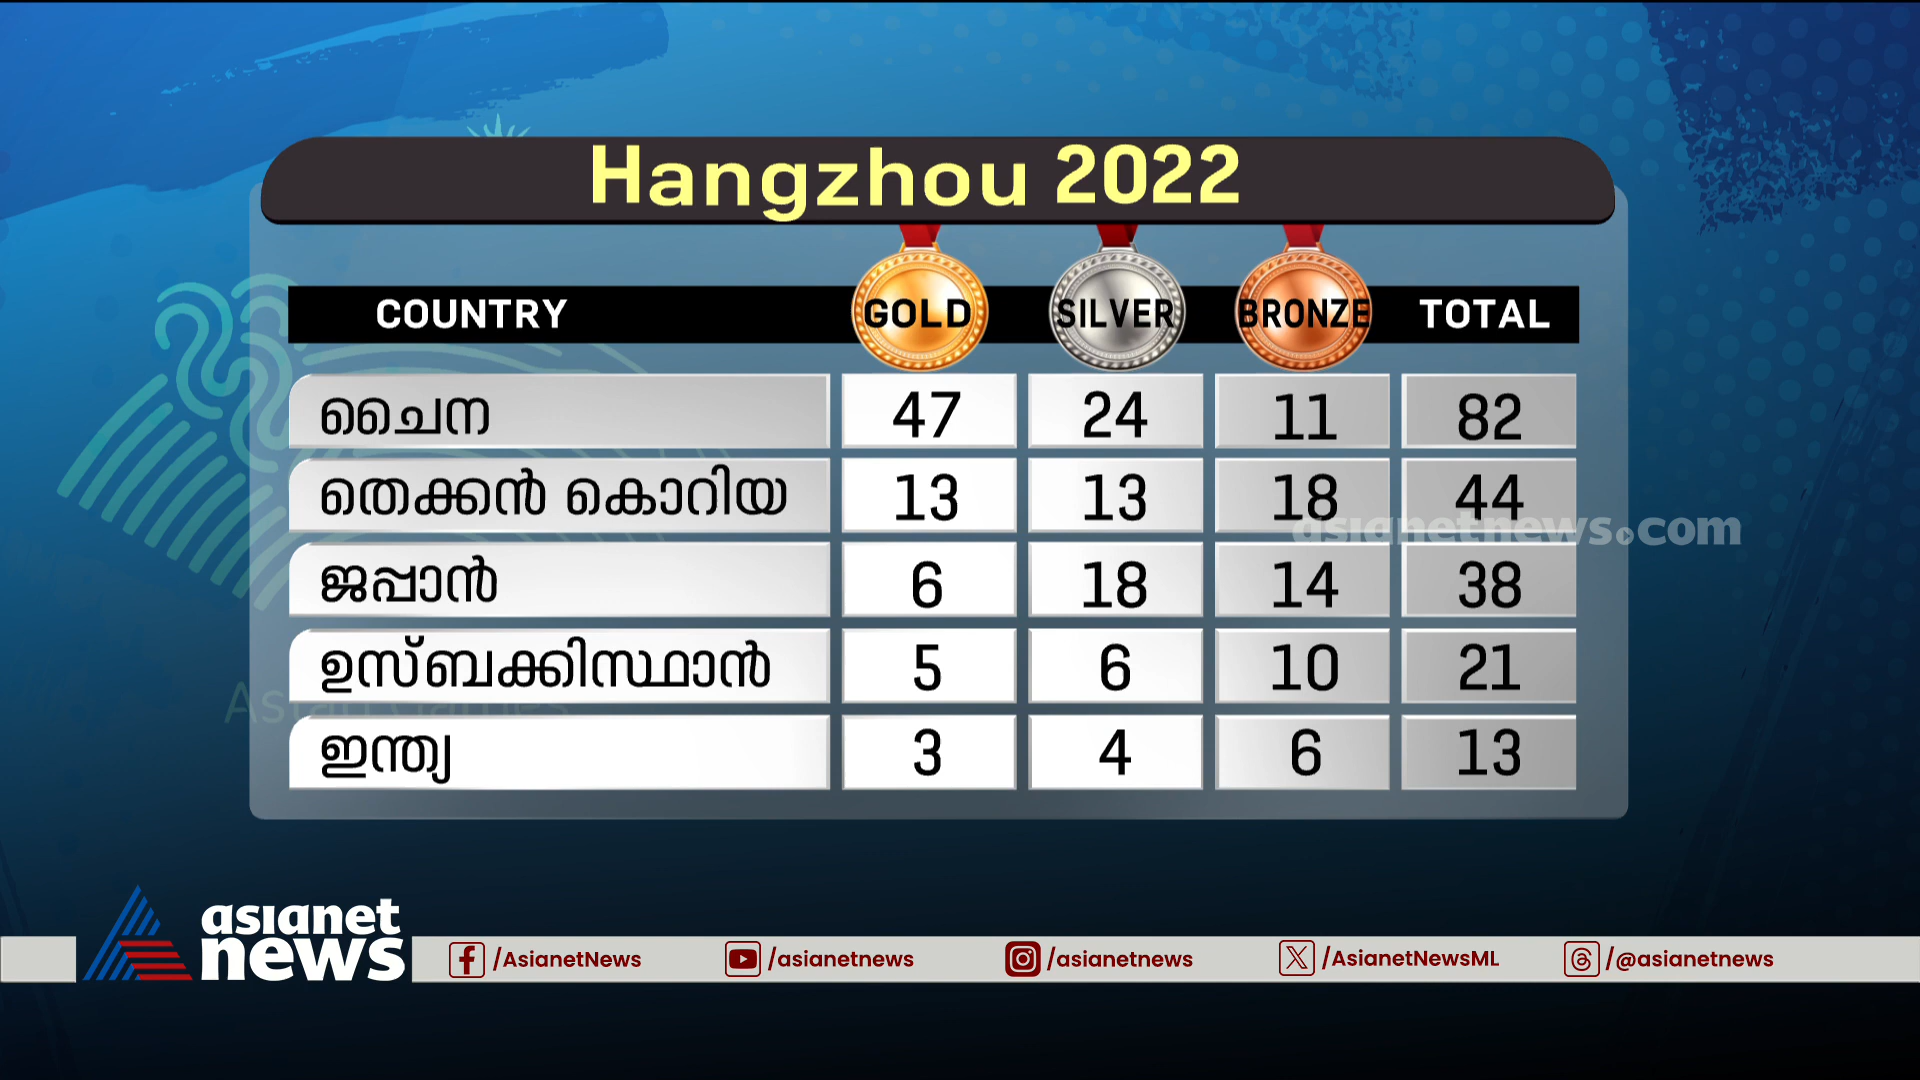 Hangzhou 2022
COUNTRY GOLD SILVER BRONZE TOTAL
ചൈന 47 24 11 82
തെക്കൻ കൊറിയ 13 13 18 44
asianetnews.com
ജപ്പാൻ 6 18 14 38
ഉസ്ബക്കിസ്ഥാൻ 5 6 10 21
Asian Games
ഇന്ത്യ 3 4 6 13
asianet
news
/AsianetNews /asianetnews /asianetnews /AsianetNewsML /@asianetnews